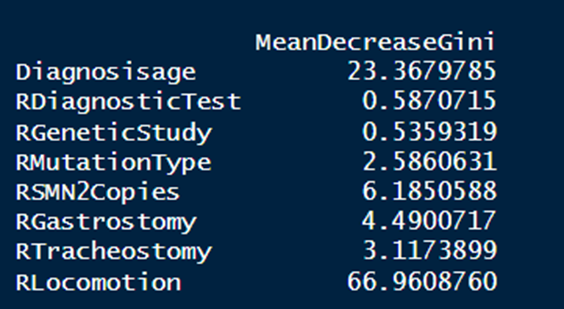 MeanDecreaseGini
Diagnosisage 23.3679785
RDiagnosticTest 0.5870715
RGeneticStudy 0.5359319
RMutationType 2.5860631
RSMN2Copies 6.1850588
RGastrostomy 4.4900717
RTracheostomy 3.1173899
RLocomotion 66.9608760